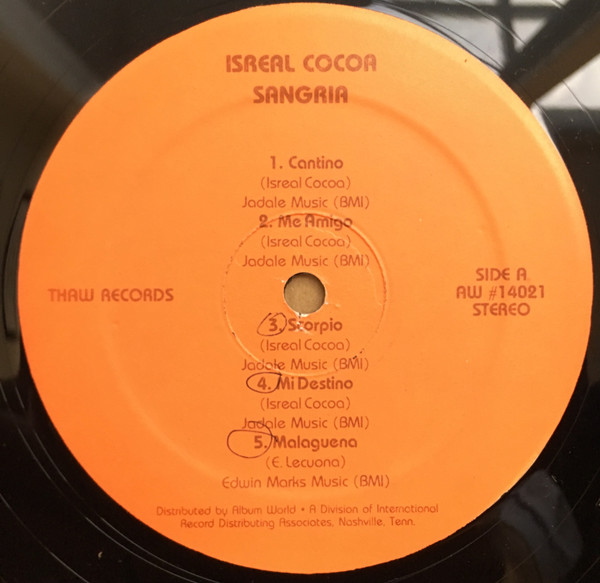 ISREAL COCOA
SANGRIA
1. Cantino
(Isreal Cocoa)
Jadale Music (BMI)
2. Me Amigo
(Isreal Cocoa)
Jadale Music (BMI)
THAW RECORDS
SIDE A
AW #14021
STEREO
3. Scorpio
(Isreal Cocoa)
Jadale Music (BMI)
4. Mi Destino
(Isreal Cocoa)
Jadale Music (BMI)
5. Malaguena
(E. Lecuona)
Edwin Marks Music (BMI)
Distributed by Album World • A Division of International
Record Distributing Associates, Nashville, Tenn.